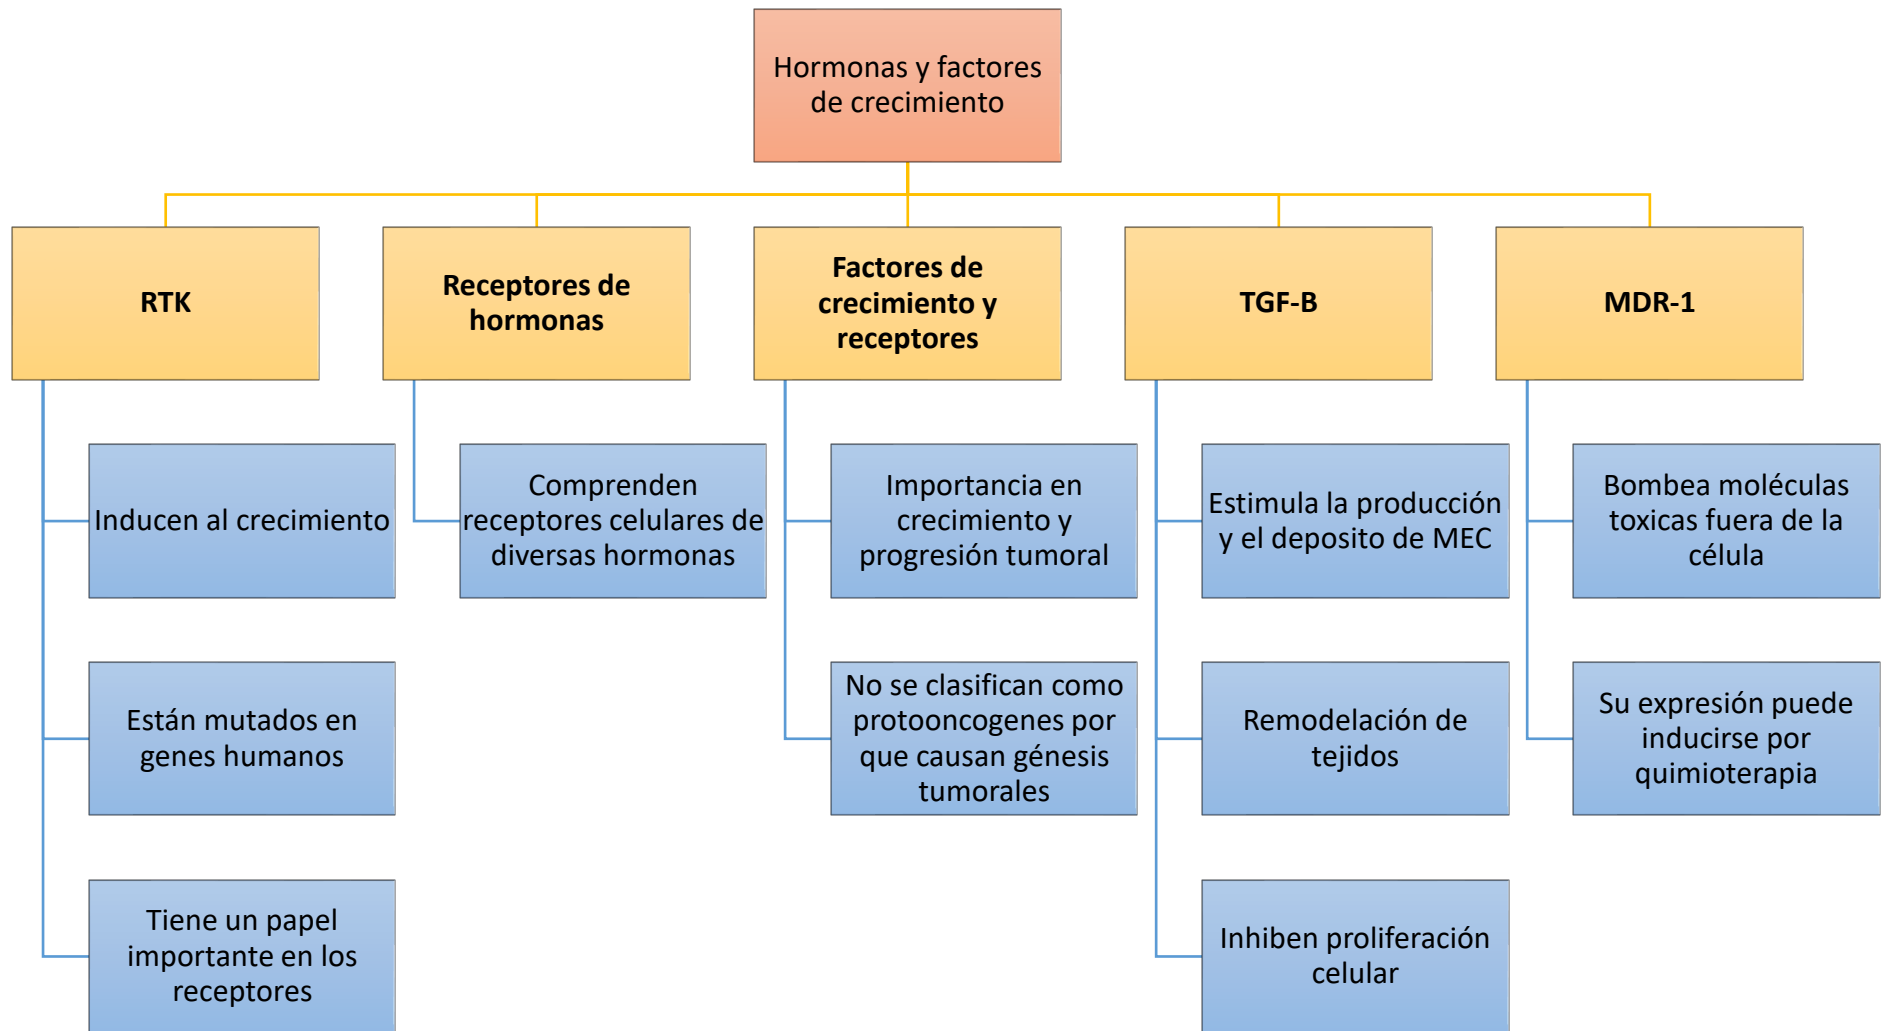 Hormonas y factores
de crecimiento
RTK
Inducen al crecimiento
Están mutados en
genes humanos
Tiene un papel
importante en los
receptores
Receptores de
hormonas
Comprenden
receptores celulares de
diversas hormonas
Factores de
crecimiento y
receptores
Importancia en
crecimiento y
progresión tumoral
No se clasifican como
protooncogenes por
que causan génesis
tumorales
TGF-B
Estimula la producción
y el deposito de MEC
Remodelación de
tejidos
Inhiben proliferación
celular
MDR-1
Bombea moléculas
toxicas fuera de la
célula
Su expresión puede
inducirse por
quimioterapia